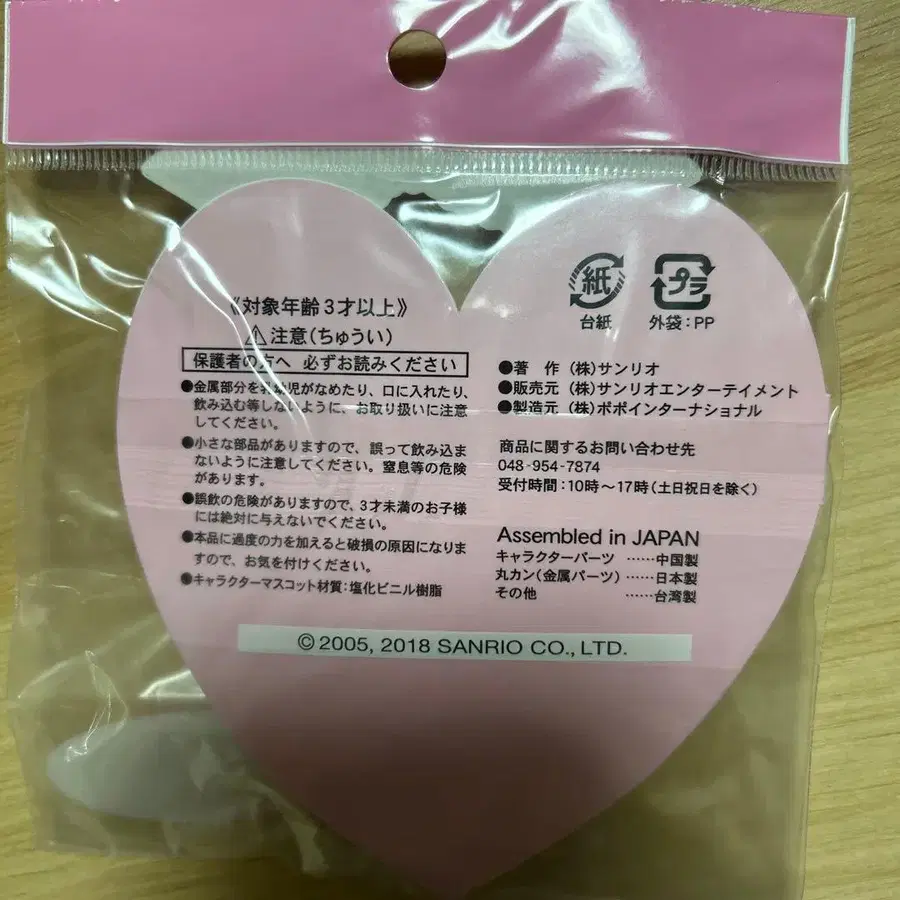 《対象年齢3才以上》
注意(ちゅうい)
保護者の方へ 必ずお読みください
●金属部分を乳幼児がなめたり、口に入れたり、
飲み込む等しないように、お取り扱いに注意
してください。
●小さな部品がありますので、誤って飲み込ま
ないように注意してください。窒息等の危険
があります。
●誤飲の危険がありますので、3才未満のお子様
には絶対に与えないでください。
●本品に過度の力を加えると破損の原因になりま
すので、お気を付けください。
●キャラクターマスコット材質:塩化ビニル樹脂
紙
台紙
プラ
外袋:PP
●著 作 (株)サンリオ
●販売元 (株)サンリオエンターテイメント
●製造元 (株)ポポインターナショナル
商品に関するお問い合わせ先
048-954-7874
受付時間:10時〜17時(土日祝日を除く)
Assembled in JAPAN
キャラクターパーツ ……中国製
丸カン(金属パーツ)……日本製
その他 ……台湾製
© 2005, 2018 SANRIO CO., LTD.